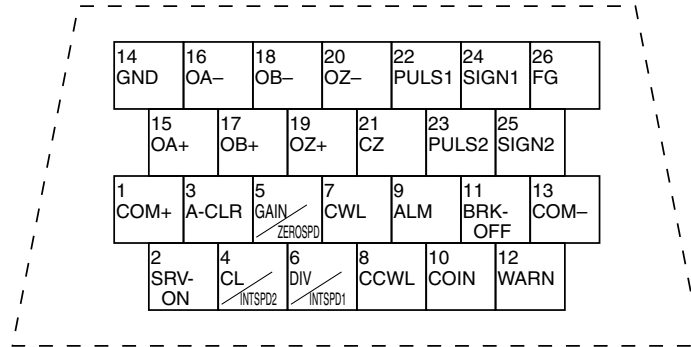 14 16 18 20 22 24 26
GND OA– OB– OZ– PULS1 SIGN1 FG
15 17 19 21 23 25
OA+ OB+ OZ+ CZ PULS2 SIGN2
1 3 5 7 9 11 13
COM+ A-CLR GAIN CWL ALM BRK- COM–
ZEROSPD OFF
2 4 6 8 10 12
SRV- CL DIV CCWL COIN WARN
ON INTSPD2 INTSPD1